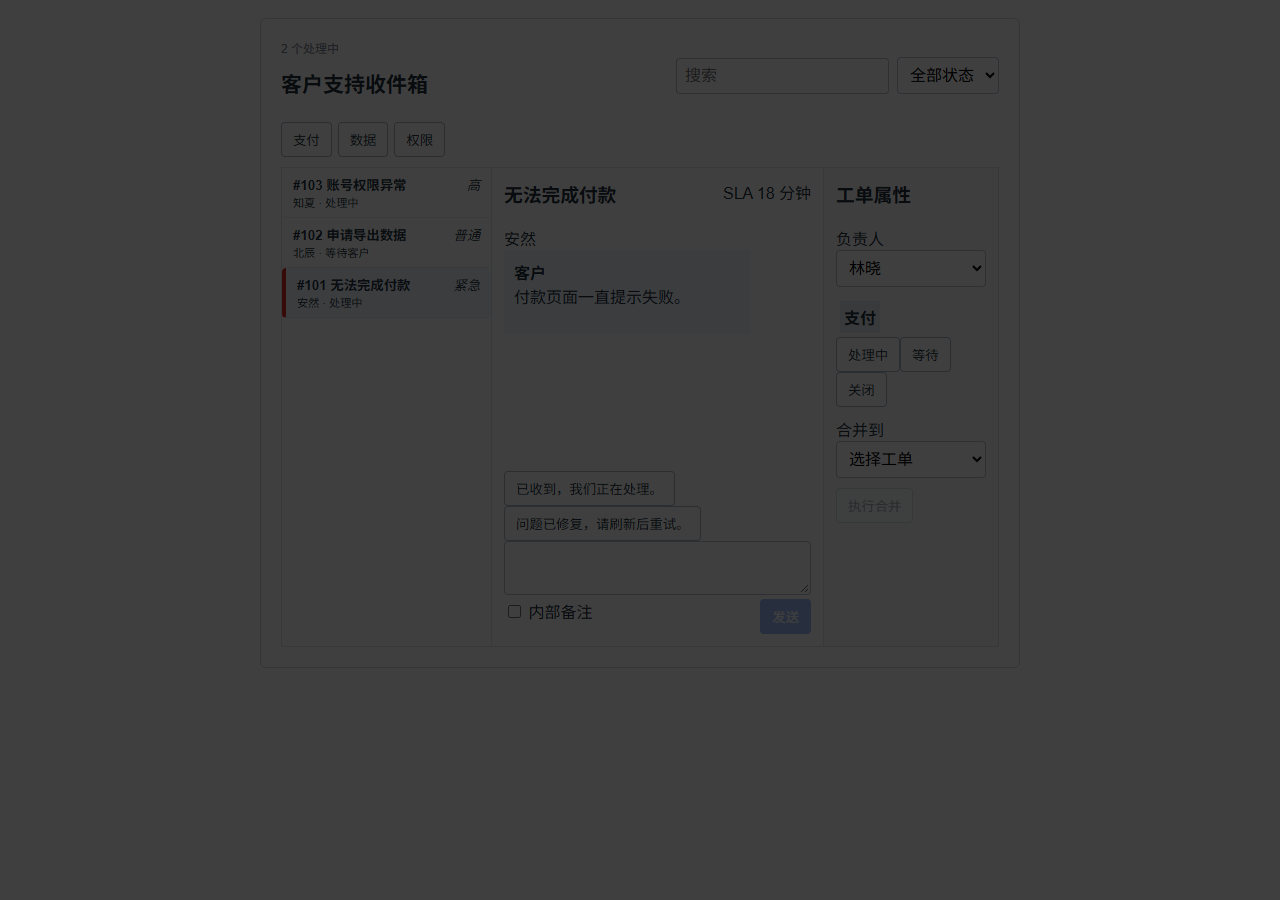 2 个处理中
客户支持收件箱
搜索
全部状态
支付
数据
权限
#103 账号权限异常
高
知夏 · 处理中
#102 申请导出数据
普通
北辰 · 等待客户
#101 无法完成付款
紧急
安然 · 处理中
无法完成付款
SLA 18 分钟
安然
客户
付款页面一直提示失败。
已收到，我们正在处理。
问题已修复，请刷新后重试。
内部备注
发送
工单属性
负责人
林晓
支付
处理中
等待
关闭
合并到
选择工单
执行合并